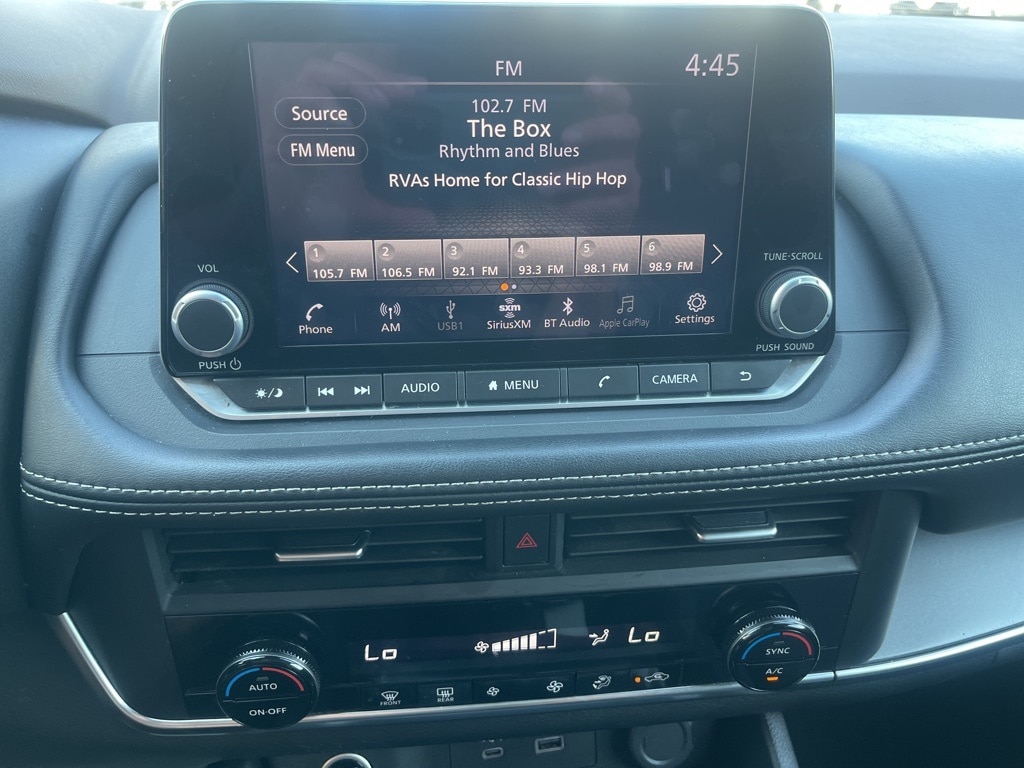 FM
4:45
Source
FM Menu
102.7 FM
The Box
Rhythm and Blues
RVAs Home for Classic Hip Hop
1 2 3 4 5 6
105.7 FM 106.5 FM 92.1 FM 93.3 FM 98.1 FM 98.9 FM
Phone
AM
USB1
sxm
SiriusXM
BT Audio
Apple CarPlay
Settings
VOL
PUSH
TUNE·SCROLL
PUSH SOUND
AUDIO
MENU
CAMERA
Lo
Lo
AUTO
ON·OFF
FRONT
REAR
SYNC
A/C